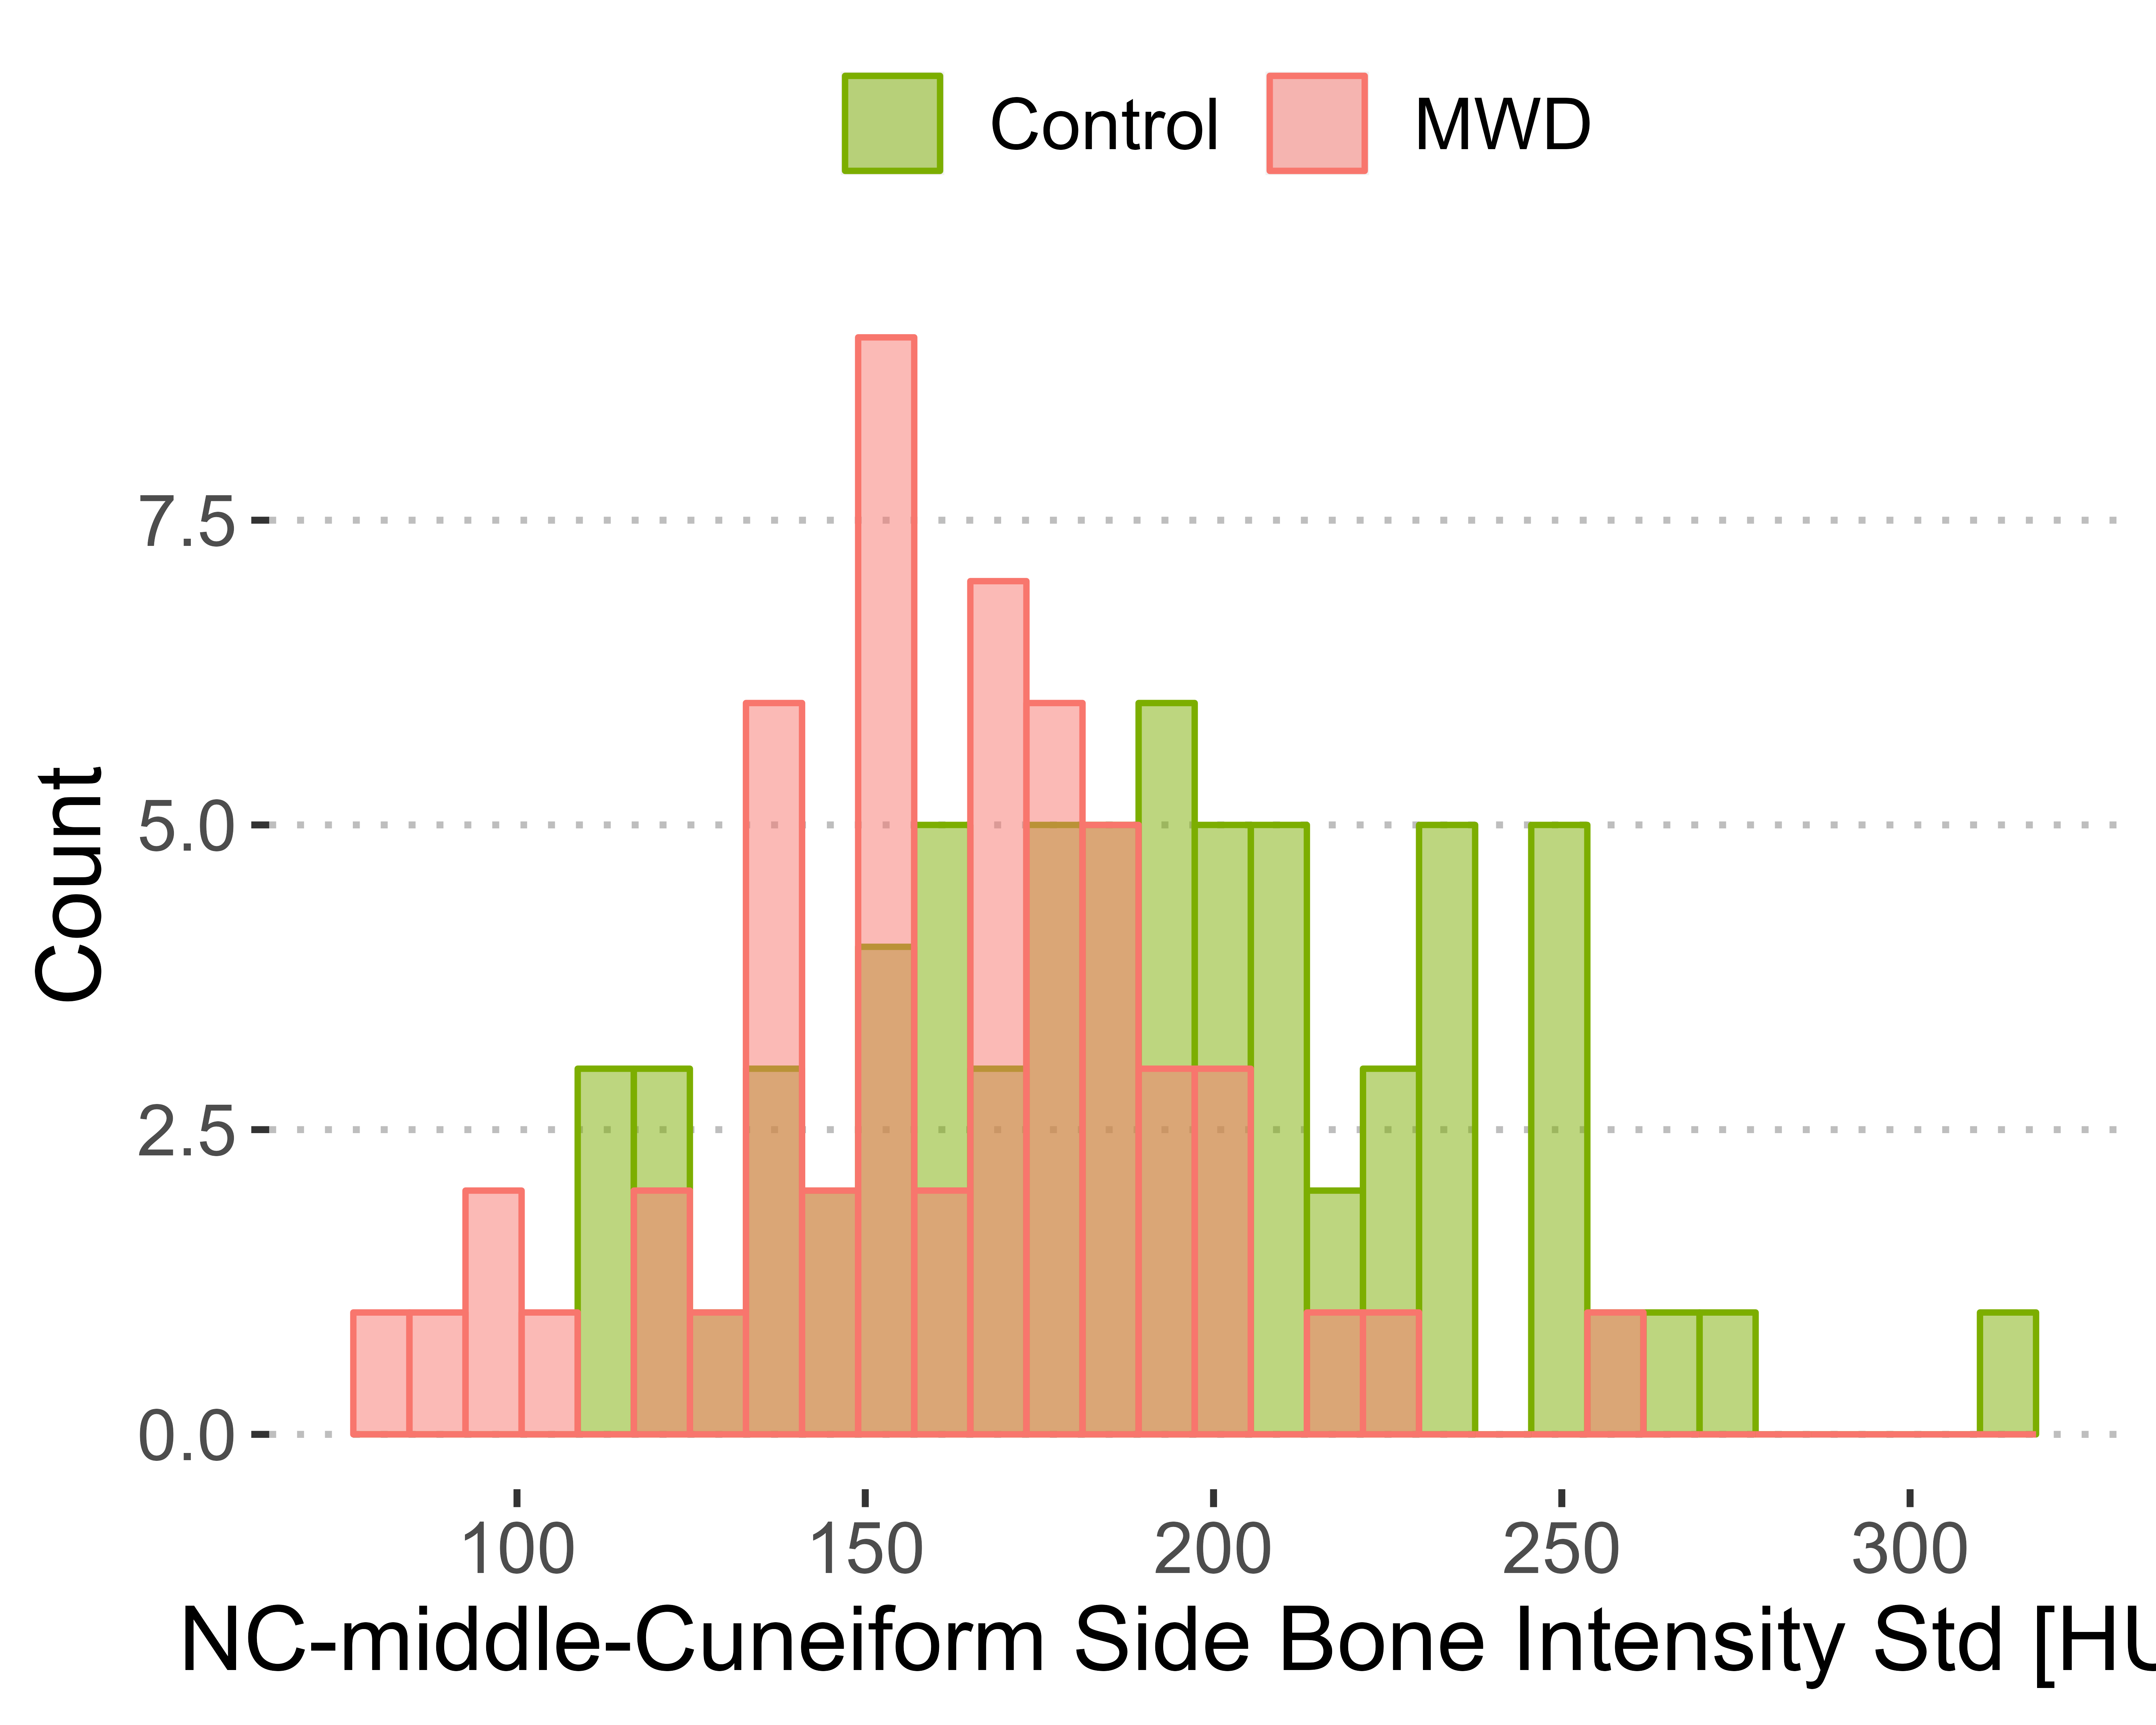 Control MWD
7.5
5.0
2.5
0.0
Count
100 150 200 250 300
NC-middle-Cuneiform Side Bone Intensity Std [HU